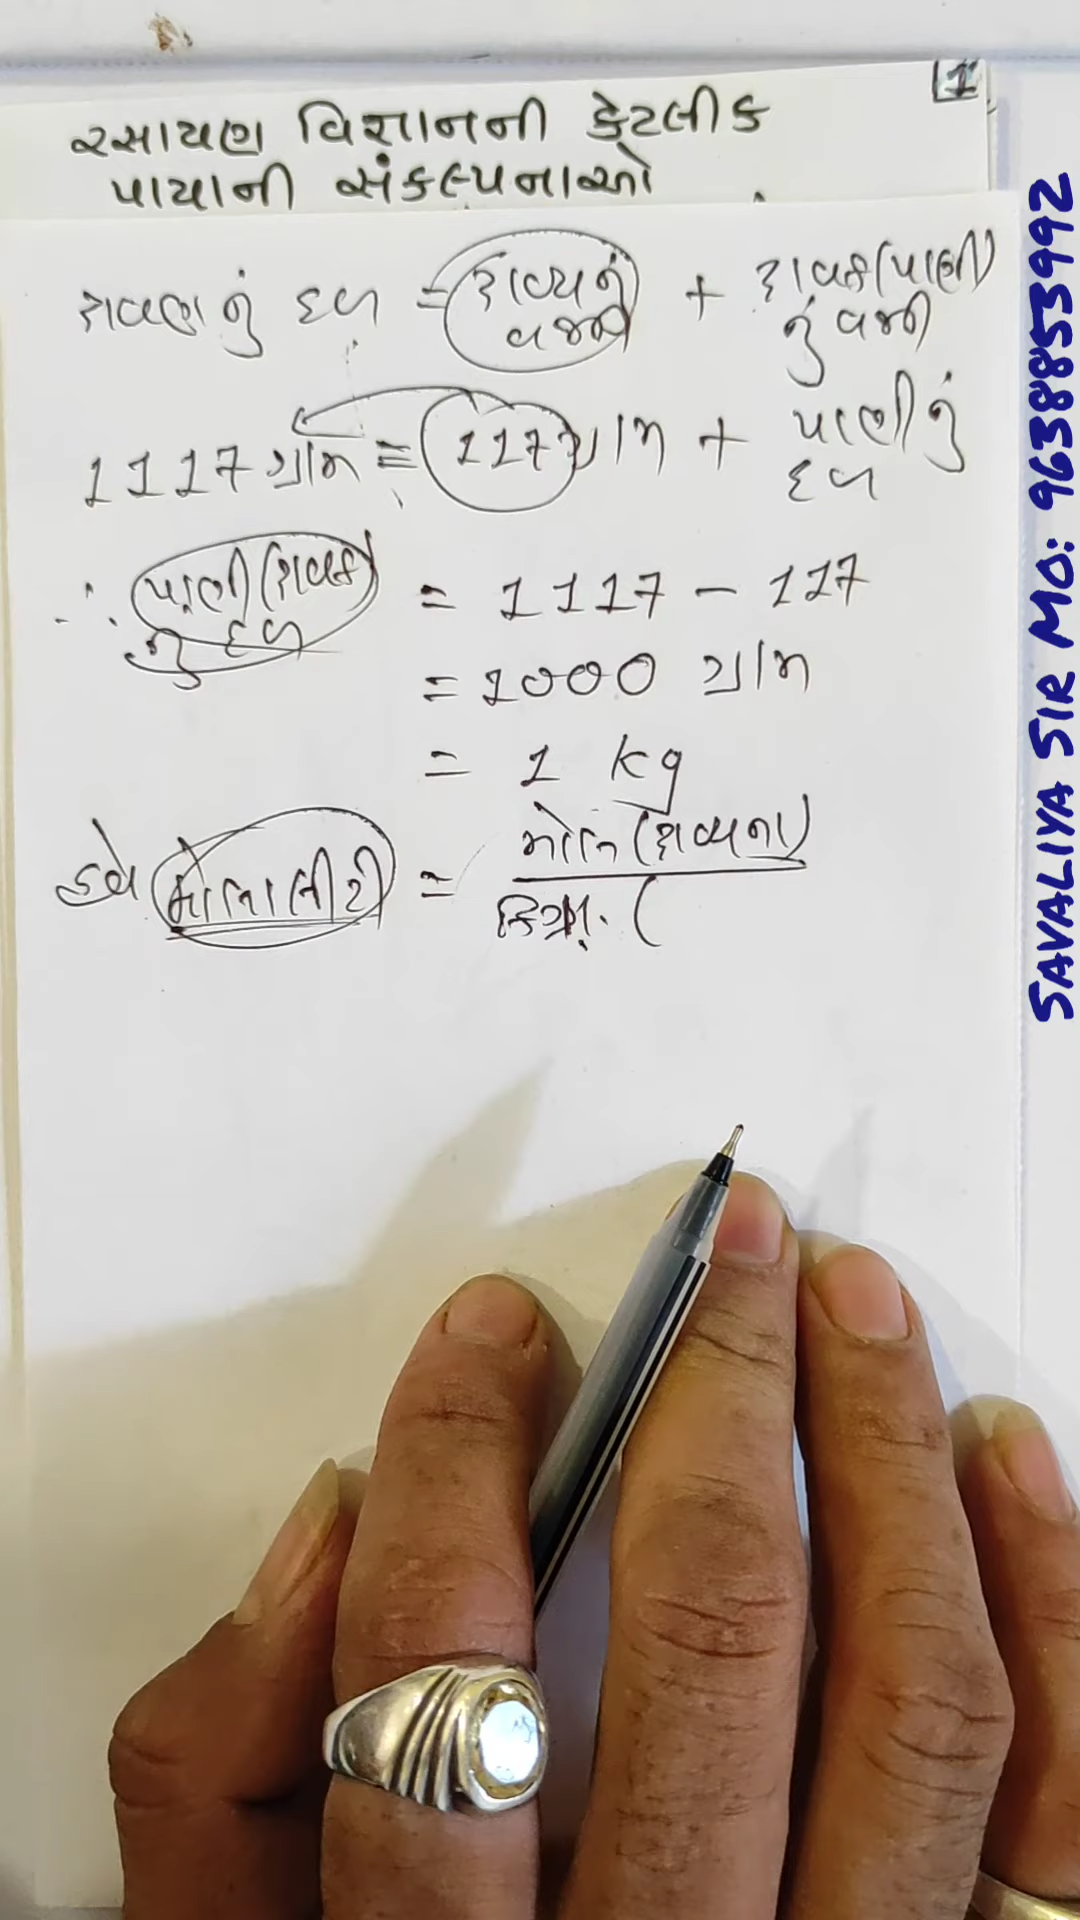 1
રસાયણ વિજ્ઞાનની કેટલીક
પાયાની સંકલ્પનાઓ
દ્રાવણનું દળ = દ્રાવ્યનું વજન + દ્રાવક(પાણી)નું વજન
1117 ગ્રામ = 117 ગ્રામ + પાણીનું દળ
∴ પાણી(દ્રાવક)નું દળ = 1117 - 117
= 1000 ગ્રામ
= 1 kg
હવે મોલાલીટી = મોલ (દ્રાવ્યના)
કિગ્રા. (
SAVALIYA SIR MO: 9638853992